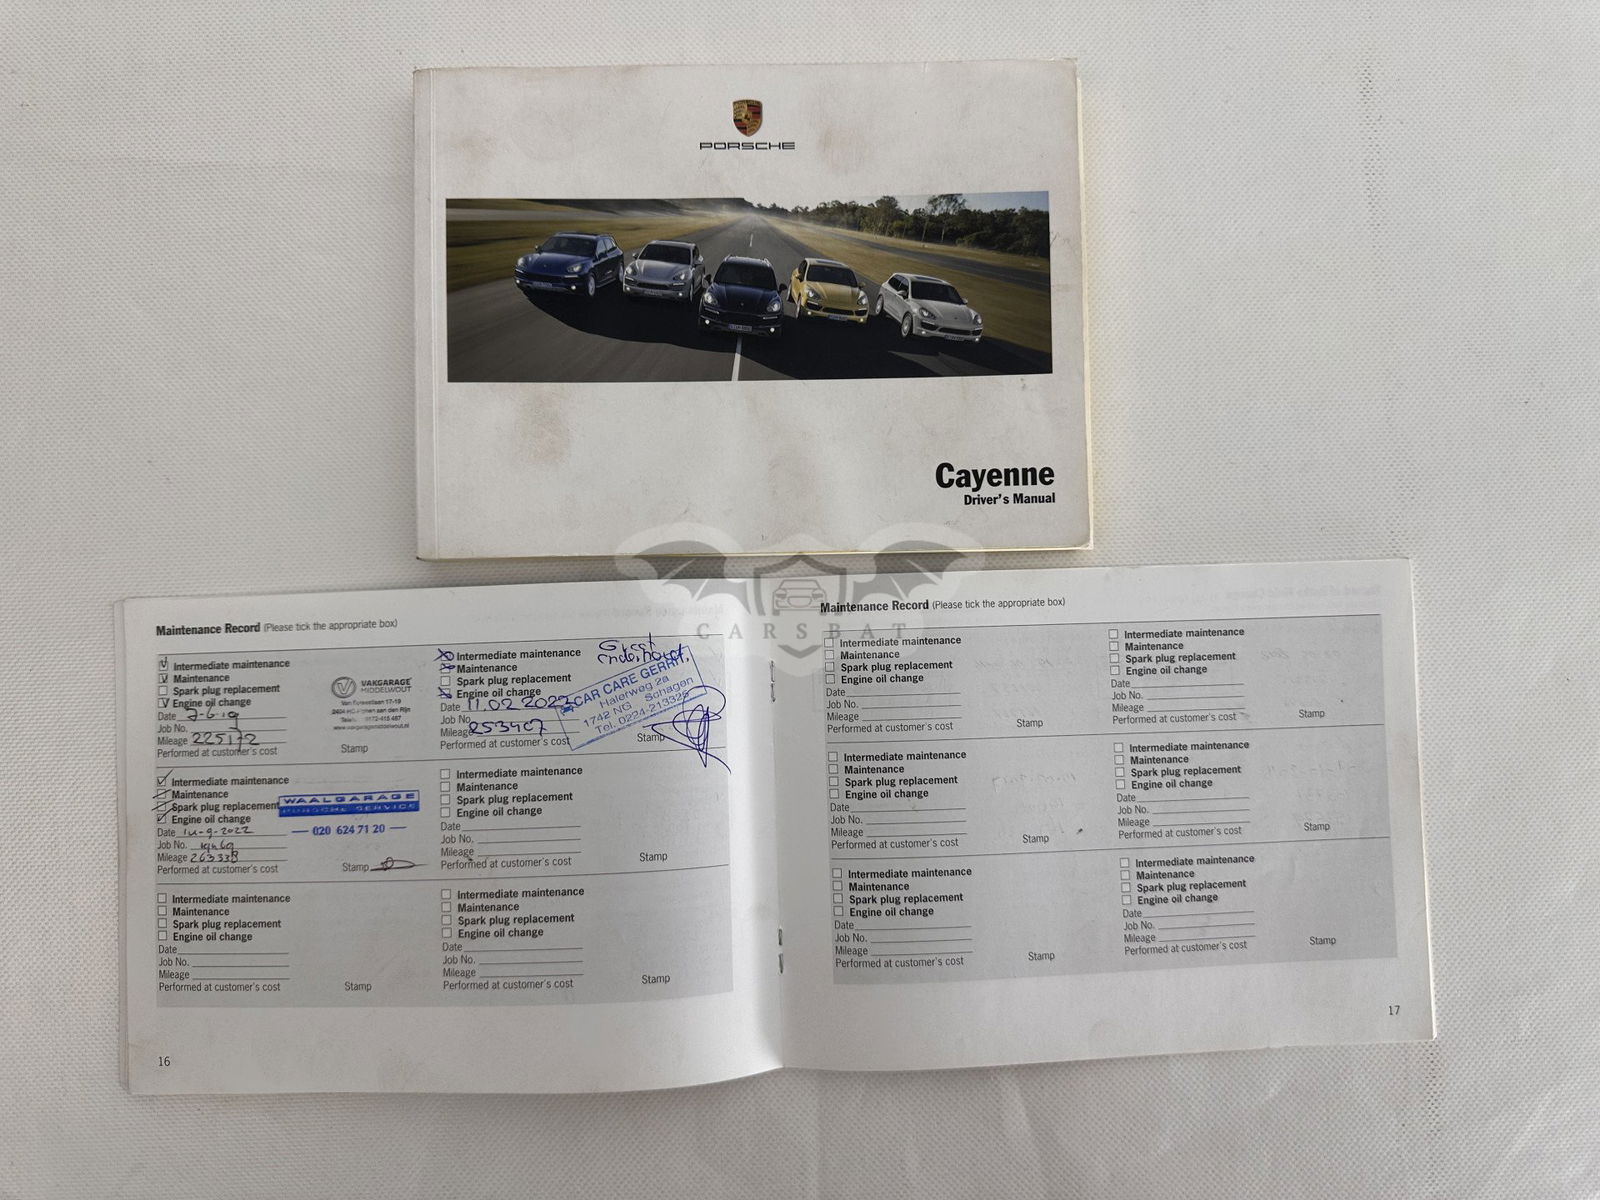 PORSCHE
Cayenne
Driver's Manual
CARSBAT
Maintenance Record (Please tick the appropriate box)
V Intermediate maintenance
V Maintenance
Spark plug replacement
V Engine oil change
Date 7-6-19
Job No.
Mileage 225172
Performed at customer's cost
VAKGARAGE
MIDDELWOUT
Stamp
Intermediate maintenance
Maintenance
Spark plug replacement
Engine oil change
Date 11.02 2022
Job No.
Mileage 253407
Performed at customer's cost
Groot
onderhoud.
CAR CARE GERRIT
Halerweg 2a
1742 NG Schagen
Tel. 0224-213325
Stamp
Intermediate maintenance
Maintenance
Spark plug replacement
Engine oil change
Date 14-9-2022
Job No.
Mileage 263338
Performed at customer's cost
WAALGARAGE
PORSCHE SERVICE
— 020 624 71 20 —
Stamp
Intermediate maintenance
Maintenance
Spark plug replacement
Engine oil change
Date
Job No.
Mileage
Performed at customer's cost
Stamp
Intermediate maintenance
Maintenance
Spark plug replacement
Engine oil change
Date
Job No.
Mileage
Performed at customer's cost
Stamp
Intermediate maintenance
Maintenance
Spark plug replacement
Engine oil change
Date
Job No.
Mileage
Performed at customer's cost
Stamp
16
Maintenance Record (Please tick the appropriate box)
Intermediate maintenance
Maintenance
Spark plug replacement
Engine oil change
Date
Job No.
Mileage
Performed at customer's cost
Stamp
Intermediate maintenance
Maintenance
Spark plug replacement
Engine oil change
Date
Job No.
Mileage
Performed at customer's cost
Stamp
Intermediate maintenance
Maintenance
Spark plug replacement
Engine oil change
Date
Job No.
Mileage
Performed at customer's cost
Stamp
Intermediate maintenance
Maintenance
Spark plug replacement
Engine oil change
Date
Job No.
Mileage
Performed at customer's cost
Stamp
Intermediate maintenance
Maintenance
Spark plug replacement
Engine oil change
Date
Job No.
Mileage
Performed at customer's cost
Stamp
Intermediate maintenance
Maintenance
Spark plug replacement
Engine oil change
Date
Job No.
Mileage
Performed at customer's cost
Stamp
17